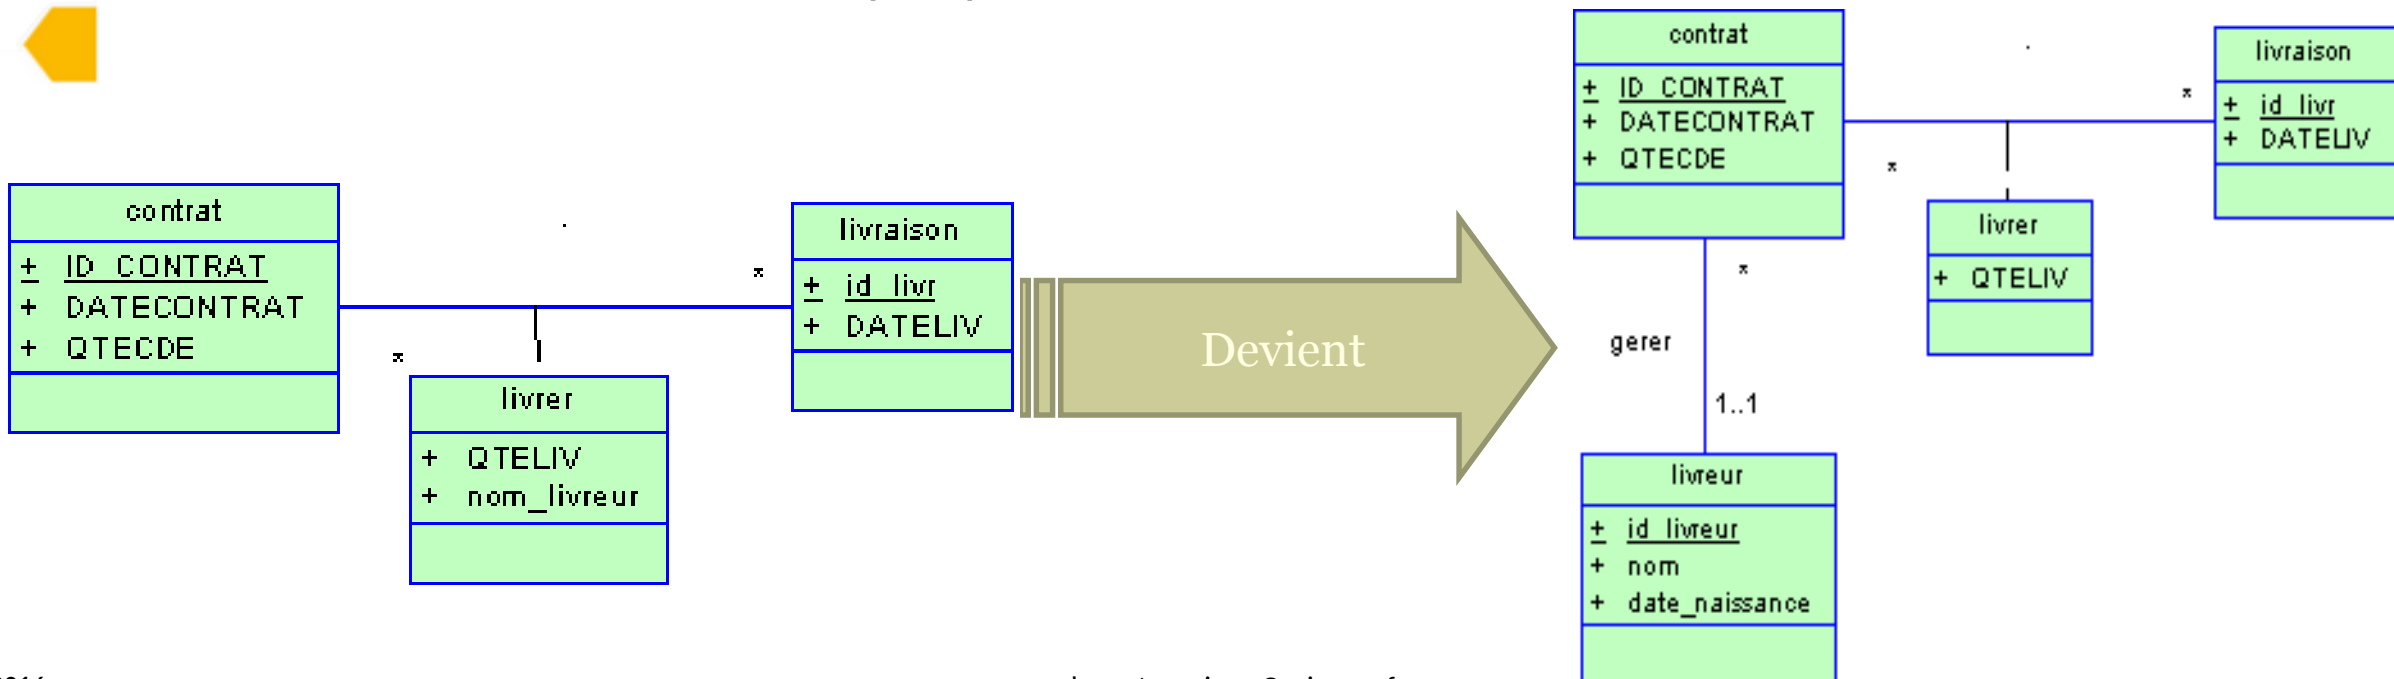 contrat
± ID_CONTRAT
+ DATECONTRAT
+ QTECDE
*
*
livrer
+ QTELIV
+ nom_livreur
livraison
± id_livr
+ DATELIV
Devient
contrat
± ID_CONTRAT
+ DATECONTRAT
+ QTECDE
*
*
livraison
± id_livr
+ DATELIV
livrer
+ QTELIV
*
gerer
1..1
livreur
± id_livreur
+ nom
+ date_naissance